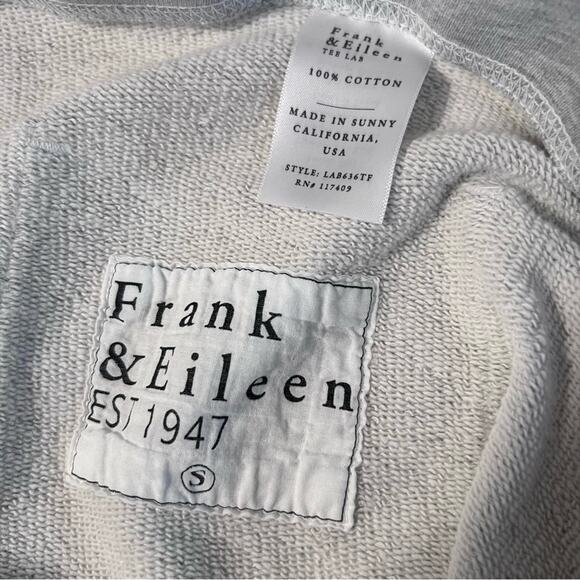 Frank
& Eileen
TEE LAB
100% COTTON
MADE IN SUNNY
CALIFORNIA,
USA
STYLE: LAB636TF
RN# 117409
Frank
& Eileen
EST 1947
S